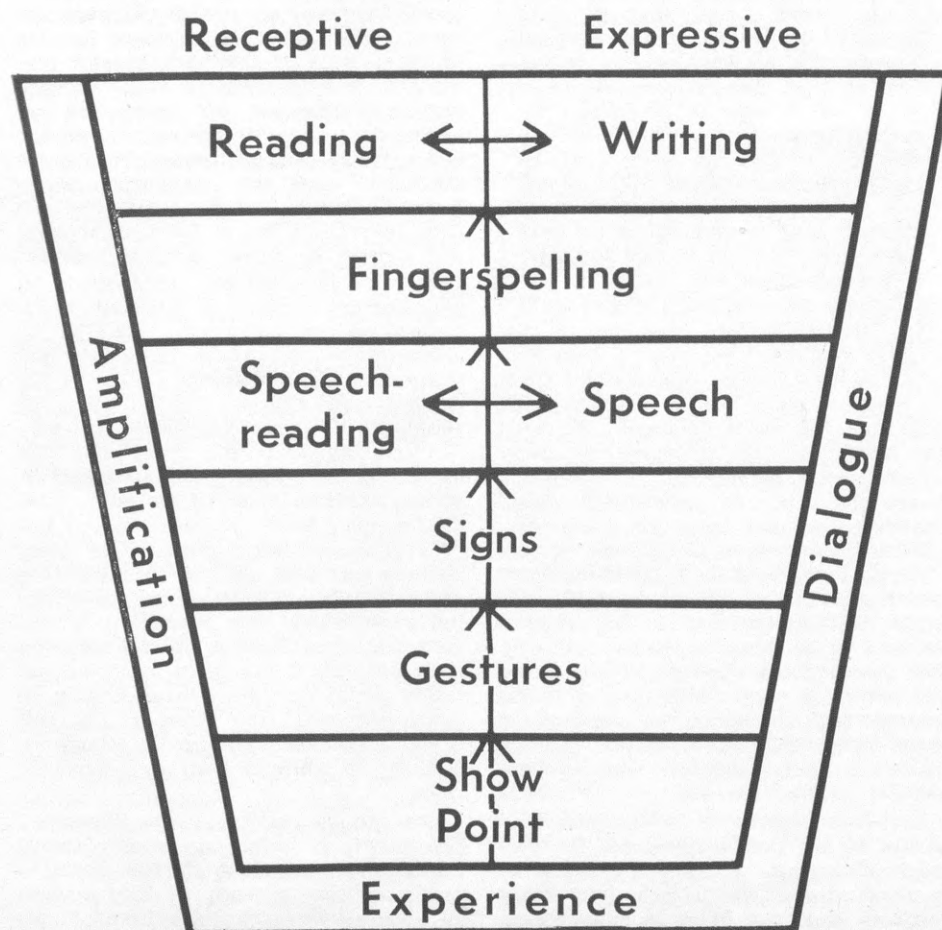 Receptive Expressive
Reading Writing
Fingerspelling
Speech-
reading
Speech
Signs
Gestures
Show
Point
Experience
Amplification
Dialogue